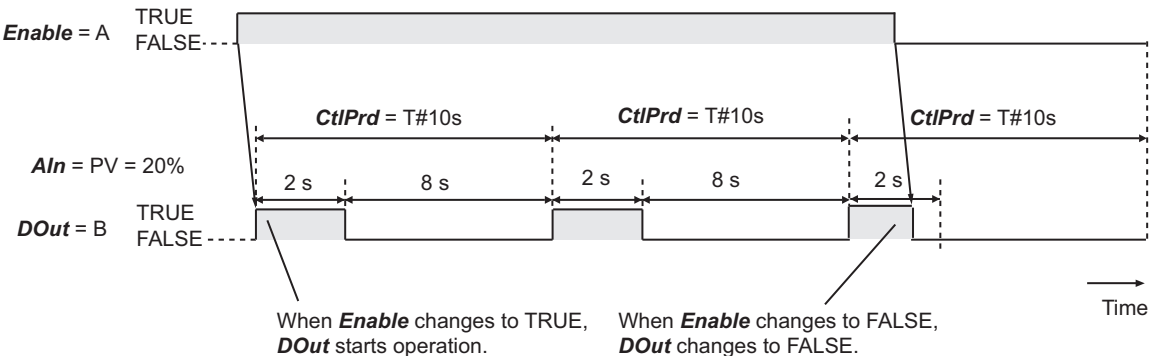 TRUE
Enable = A
FALSE
CtlPrd = T#10s CtlPrd = T#10s CtlPrd = T#10s
AIn = PV = 20%
2 s 8 s 2 s 8 s 2 s
TRUE
DOut = B
FALSE
Time
When Enable changes to TRUE, When Enable changes to FALSE,
DOut starts operation. DOut changes to FALSE.